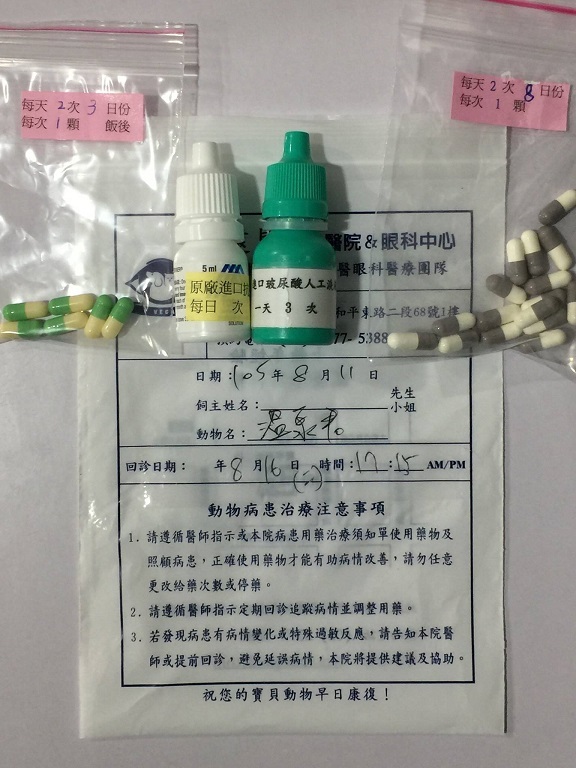 每天2次3日份
每次1顆 飯後
每天2次8日份
每次1顆
5 ml
原廠進口
每日 次
玻尿酸人工
一天 3 次
醫院&眼科中心
醫眼科醫療團隊
和平東路二段68號1樓
77-5388
日期:105年8月11日
飼主姓名: 先生
小姐
動物名:
回診日期: 年8月16日 時間:17:15 AM/PM
(二)
動物病患治療注意事項
1. 請遵循醫師指示或本院病患用藥治療須知單使用藥物及
照顧病患,正確使用藥物才能有助病情改善,請勿任意
更改給藥次數或停藥。
2. 請遵循醫師指示定期回診追蹤病情並調整用藥。
3. 若發現病患有病情變化或特殊過敏反應,請告知本院醫
師或提前回診,避免延誤病情,本院將提供建議及協助。
祝您的寶貝動物早日康復!